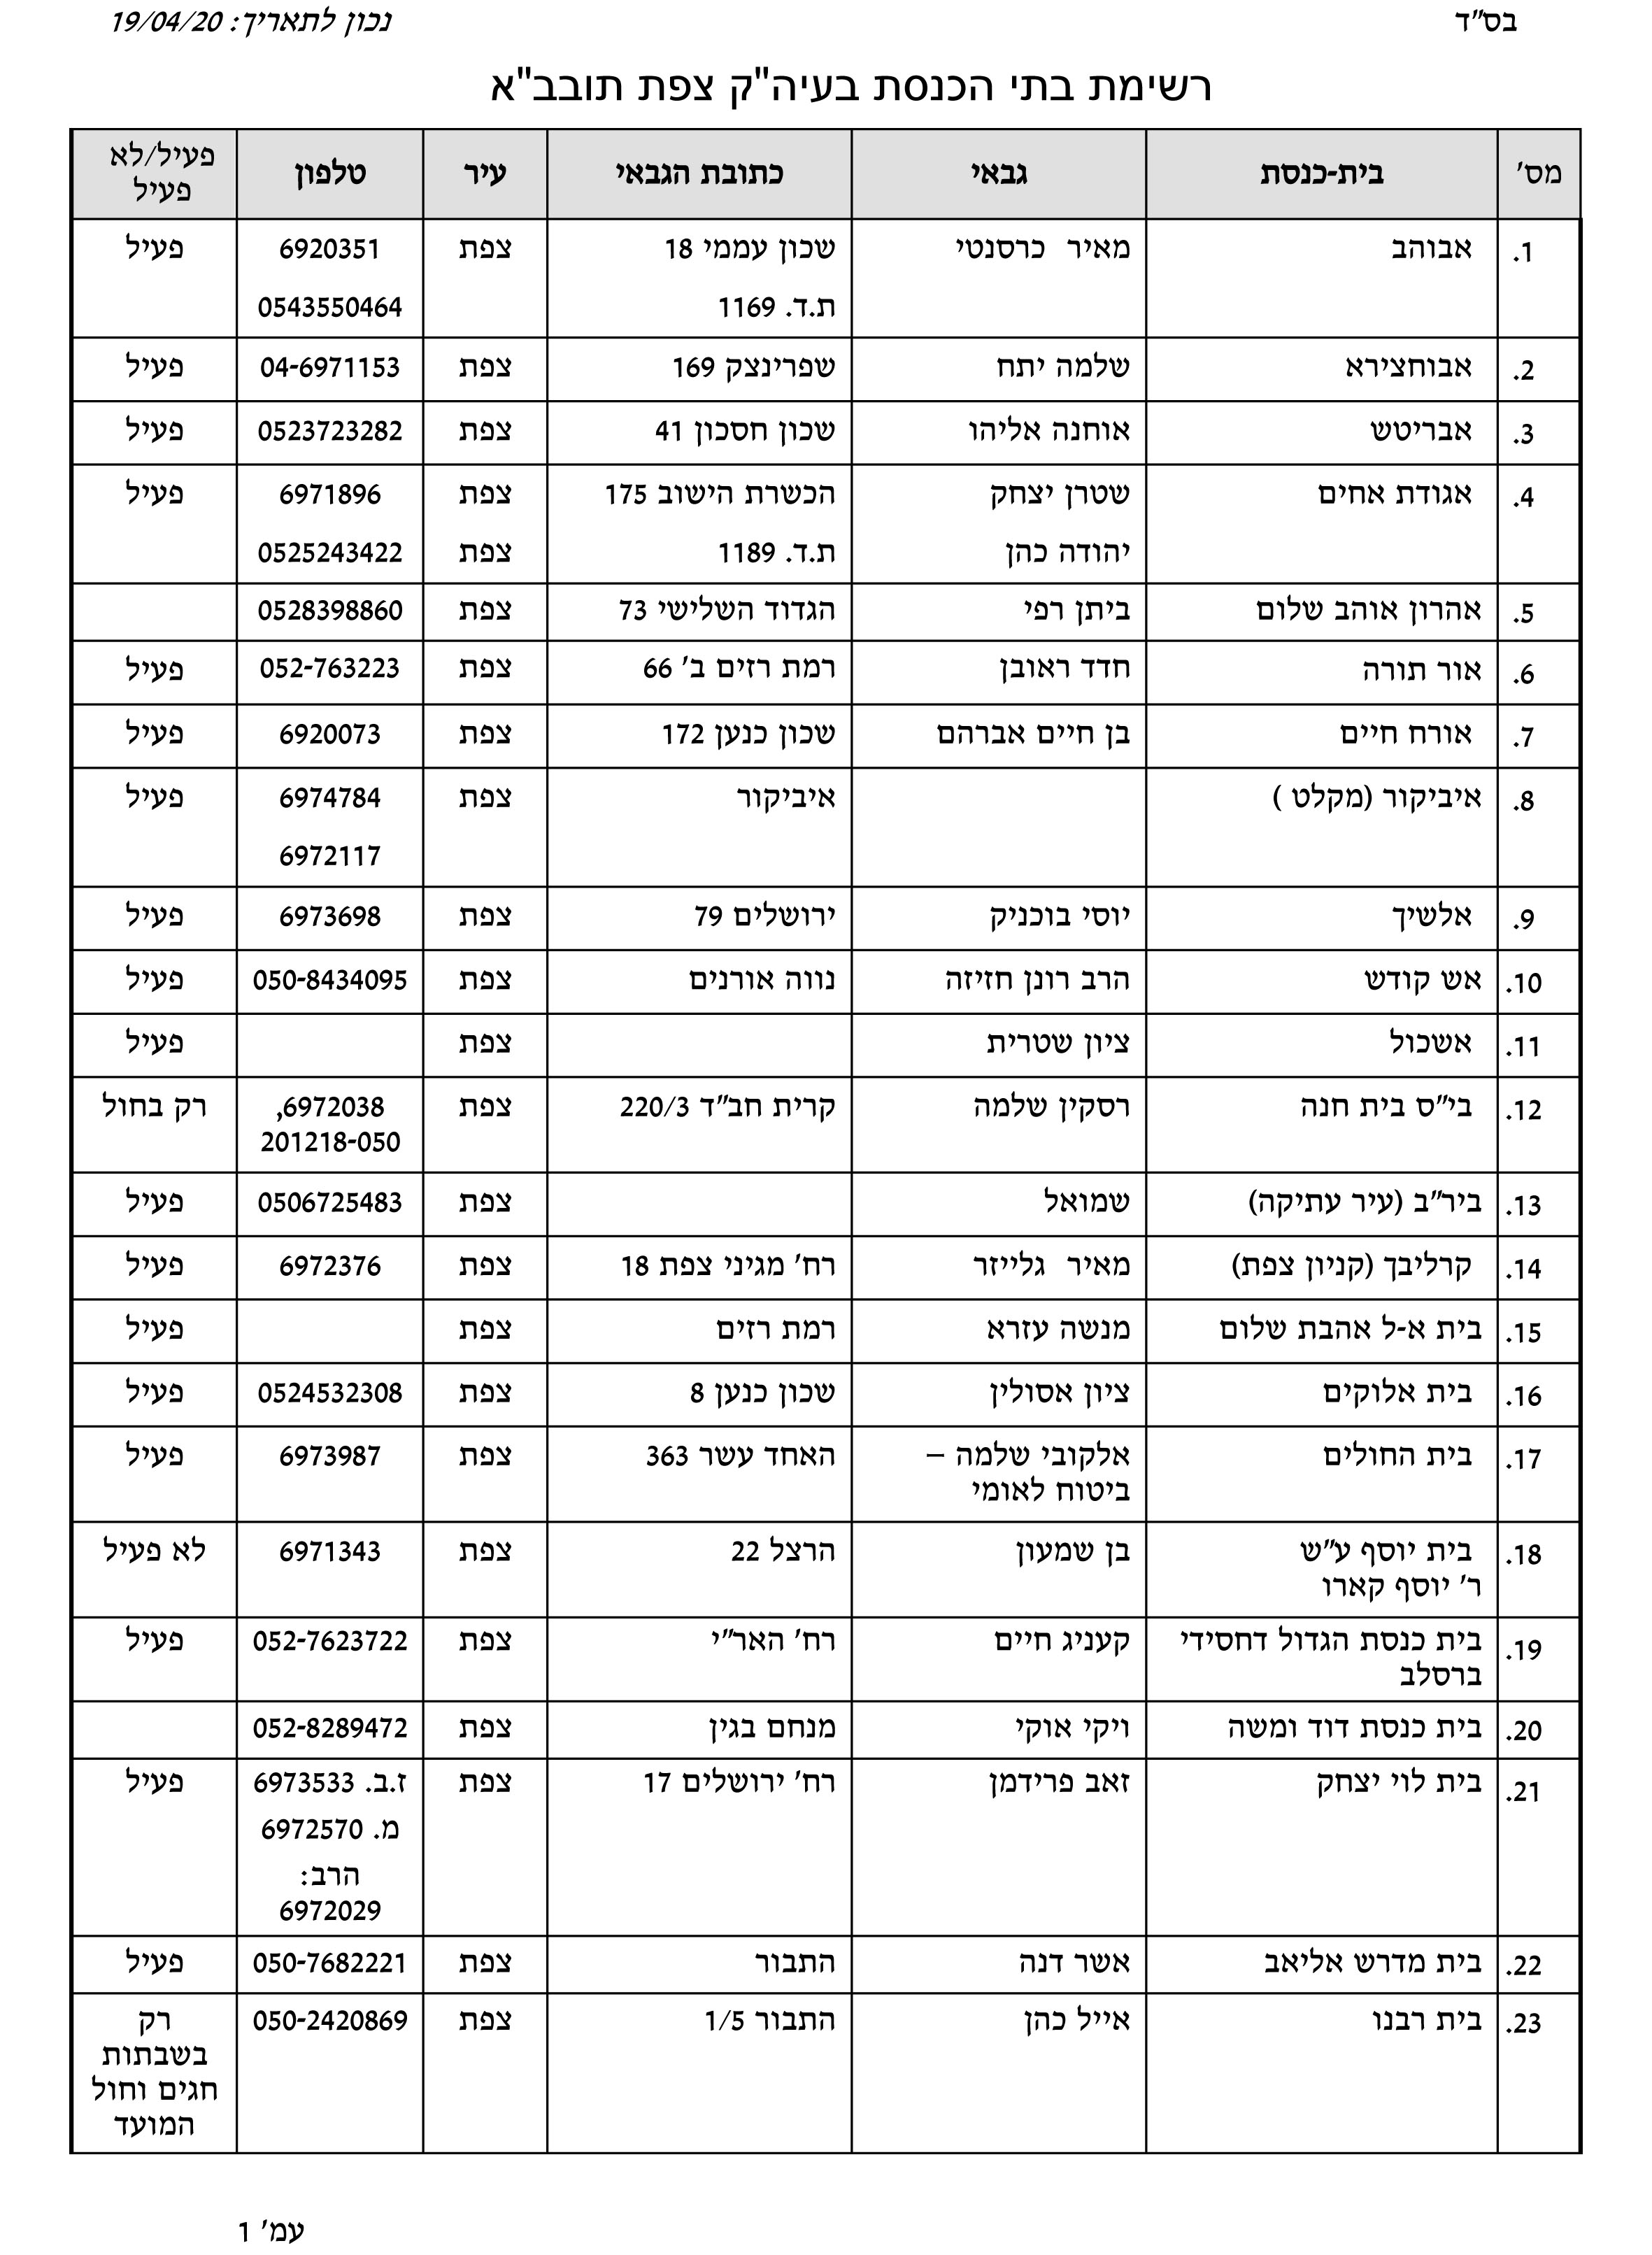 בס"ד
נכון לתאריך: 19/04/20
רשימת בתי הכנסת בעיה"ק צפת תובב"א
מס' בית-כנסת גבאי כתובת הגבאי עיר טלפון פעיל/לא
פעיל
1. אבוהב מאיר כרסנטי שכון עממי 18 צפת 6920351 פעיל
ת.ד. 1169 0543550464
2. אבוחצירא שלמה יתח שפרינצק 169 צפת 04-6971153 פעיל
3. אבריטש אוחנה אליהו שכון חסכון 41 צפת 0523723282 פעיל
4. אגודת אחים שטרן יצחק הכשרת הישוב 175 צפת 6971896 פעיל
יהודה כהן ת.ד. 1189 צפת 0525243422
5. אהרון אוהב שלום ביתן רפי הגדוד השלישי 73 צפת 0528398860
6. אור תורה חדד ראובן רמת רזים ב' 66 צפת 052-763223 פעיל
7. אורח חיים בן חיים אברהם שכון כנען 172 צפת 6920073 פעיל
8. איביקור (מקלט ) איביקור צפת 6974784 פעיל
6972117
9. אלשיך יוסי בוכניק ירושלים 79 צפת 6973698 פעיל
10. אש קודש הרב רונן חזיזה נווה אורנים צפת 050-8434095 פעיל
11. אשכול ציון שטרית צפת פעיל
12. בי"ס בית חנה רסקין שלמה קרית חב"ד 220/3 צפת 6972038, רק בחול
201218-050
13. ביר"ב (עיר עתיקה) שמואל צפת 0506725483 פעיל
14. קרליבך (קניון צפת) מאיר גלייזר רח' מגיני צפת 18 צפת 6972376 פעיל
15. בית א-ל אהבת שלום מנשה עזרא רמת רזים צפת פעיל
16. בית אלוקים ציון אסולין שכון כנען 8 צפת 0524532308 פעיל
17. בית החולים אלקובי שלמה – האחד עשר 363 צפת 6973987 פעיל
ביטוח לאומי
18. בית יוסף ע"ש בן שמעון הרצל 22 צפת 6971343 לא פעיל
ר' יוסף קארו
19. בית כנסת הגדול דחסידי קעניג חיים רח' האר"י צפת 052-7623722 פעיל
ברסלב
20. בית כנסת דוד ומשה ויקי אוקי מנחם בגין צפת 052-8289472
21. בית לוי יצחק זאב פרידמן רח' ירושלים 17 צפת ז.ב. 6973533 פעיל
מ. 6972570
הרב:
6972029
22. בית מדרש אליאב אשר דנה התבור צפת 050-7682221 פעיל
23. בית רבנו אייל כהן התבור 1/5 צפת 050-2420869 רק
בשבתות
חגים וחול
המועד
עמ' 1